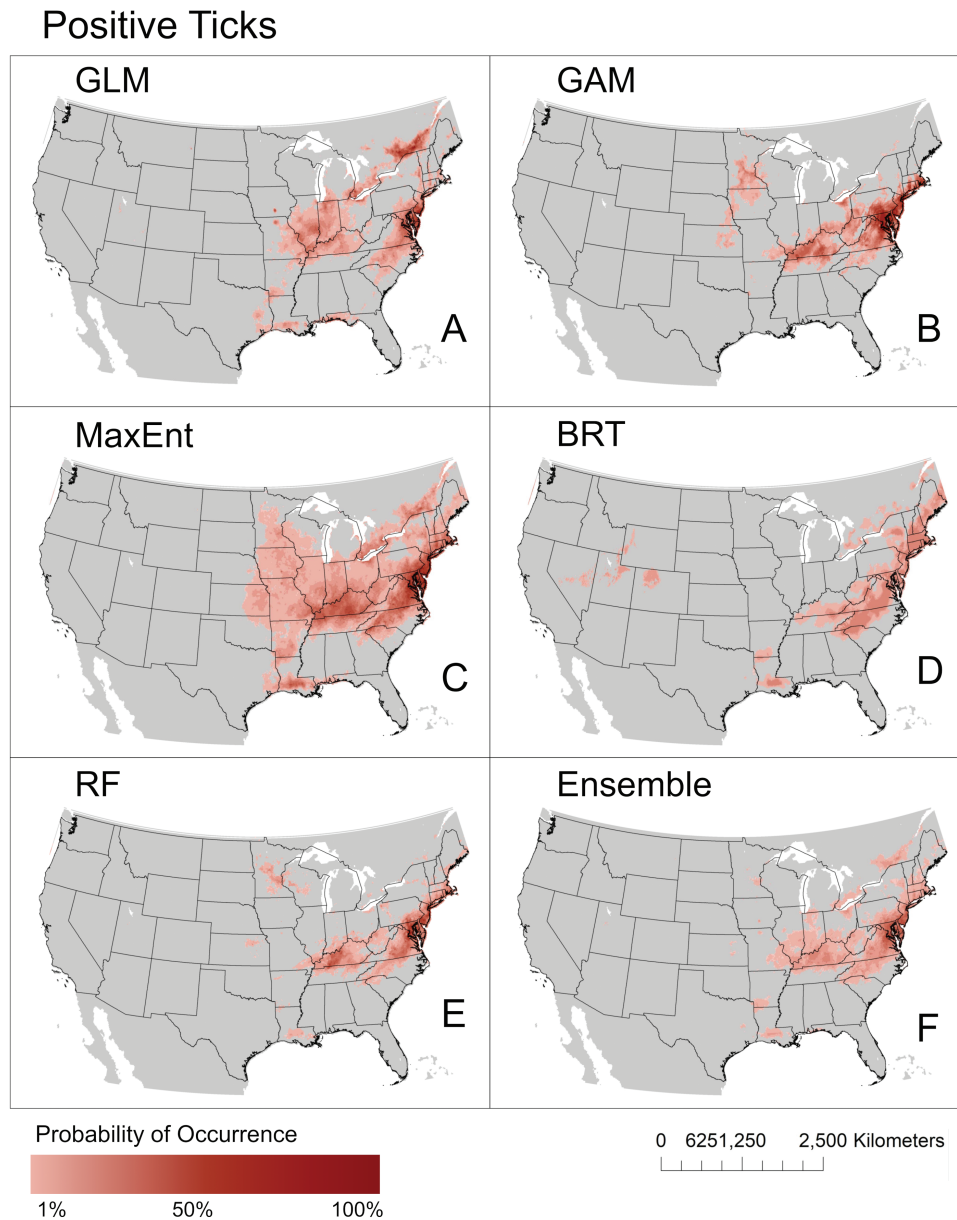 Positive Ticks
GLM
GAM
A
B
MaxEnt
BRT
C
D
RF
Ensemble
E
F
Probability of Occurrence
1% 50% 100%
0 6251,250 2,500 Kilometers